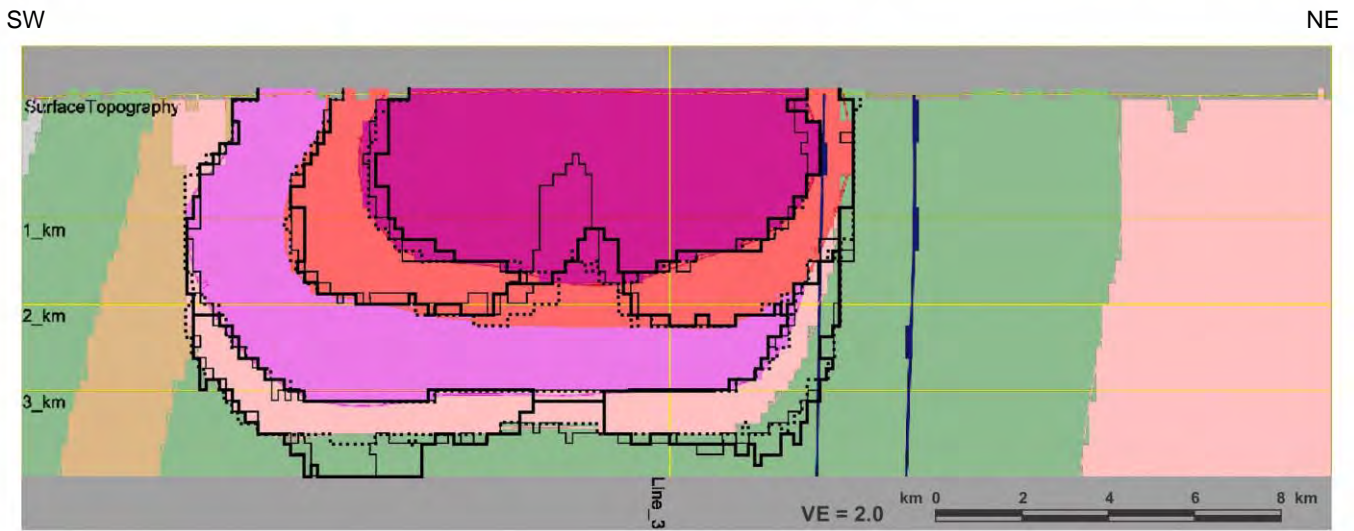 SW
NE
SurfaceTopography
1_km
2_km
3_km
Line_3
VE = 2.0
km 0 2 4 6 8 km